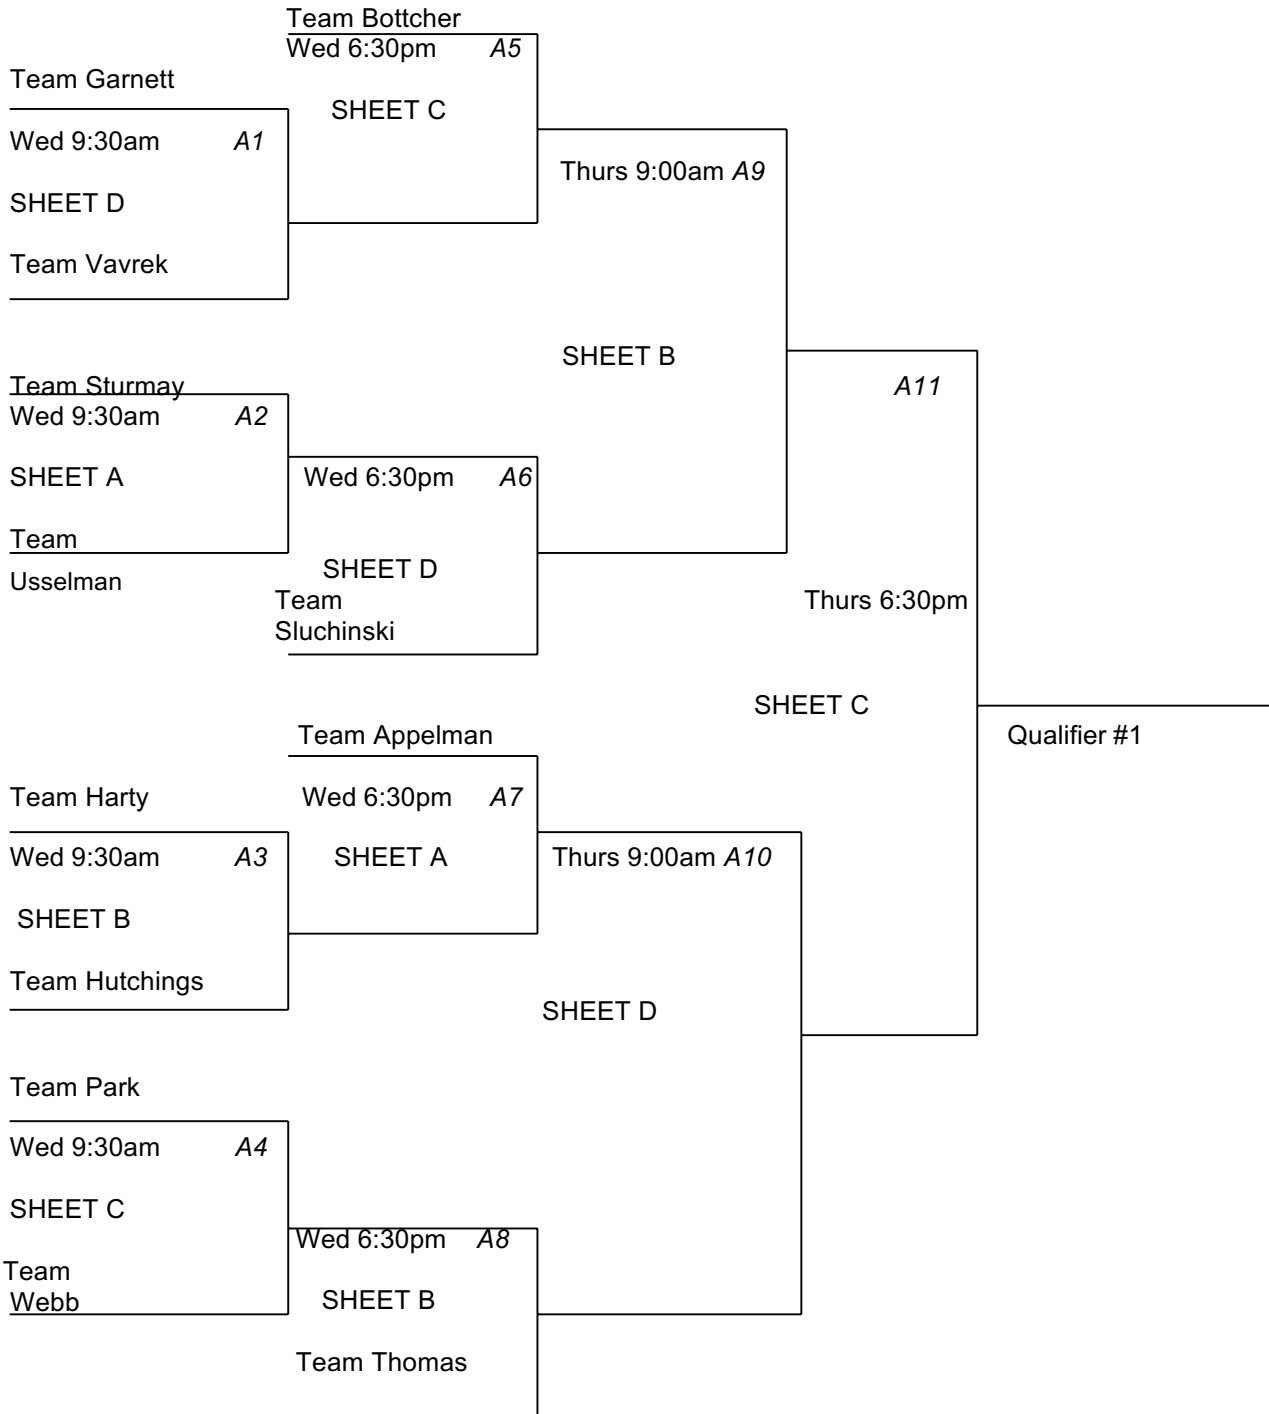 Team Bottcher
Wed 6:30pm A5
Team Garnett
SHEET C
Wed 9:30am A1
Thurs 9:00am A9
SHEET D
Team Vavrek
SHEET B
Team Sturmay
A11
Wed 9:30am A2
SHEET A
Wed 6:30pm A6
Team
Usselman
SHEET D
Team
Sluchinski
Thurs 6:30pm
SHEET C
Team Appelman
Qualifier #1
Team Harty
Wed 6:30pm A7
Wed 9:30am A3
SHEET A
Thurs 9:00am A10
SHEET B
Team Hutchings
SHEET D
Team Park
Wed 9:30am A4
SHEET C
Wed 6:30pm A8
Team
Webb
SHEET B
Team Thomas